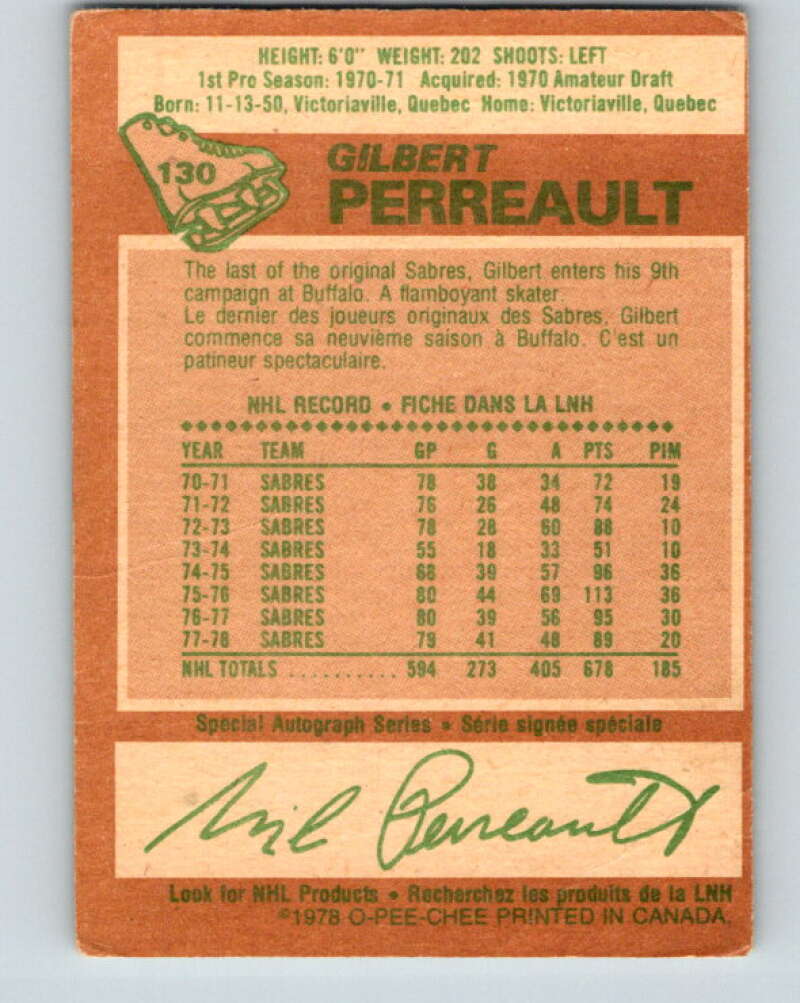 HEIGHT: 6'0" WEIGHT: 202 SHOOTS: LEFT
1st Pro Season: 1970-71 Acquired: 1970 Amateur Draft
Born: 11-13-50, Victoriaville, Quebec Home: Victoriaville, Quebec
130
GILBERT
PERREAULT
The last of the original Sabres, Gilbert enters his 9th
campaign at Buffalo. A flamboyant skater.
Le dernier des joueurs originaux des Sabres, Gilbert
commence sa neuvième saison à Buffalo. C'est un
patineur spectaculaire.
NHL RECORD • FICHE DANS LA LNH
YEAR TEAM GP G A PTS PIM
70-71 SABRES 78 38 34 72 19
71-72 SABRES 76 26 48 74 24
72-73 SABRES 78 28 60 88 10
73-74 SABRES 55 18 33 51 10
74-75 SABRES 68 39 57 96 36
75-76 SABRES 80 44 69 113 36
76-77 SABRES 80 39 56 95 30
77-78 SABRES 79 41 48 89 20
NHL TOTALS .......... 594 273 405 678 185
Special Autograph Series • Série signée spéciale
Gil Perreault
Look for NHL Products • Recherchez les produits de la LNH
©1978 O-PEE-CHEE PRINTED IN CANADA.